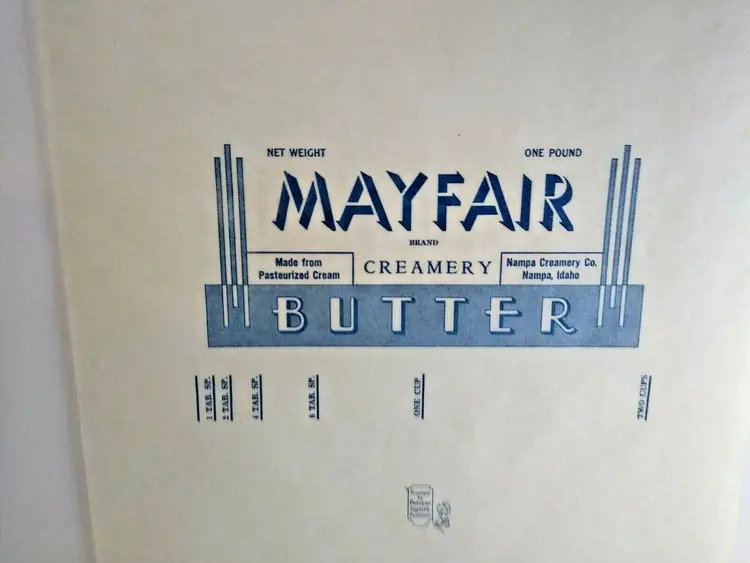 NET WEIGHT ONE POUND
MAYFAIR
BRAND
Made from
Pasteurized Cream
CREAMERY
Nampa Creamery Co.
Nampa, Idaho
BUTTER
1 TAB. SP.
2 TAB. SP.
4 TAB. SP.
8 TAB. SP.
ONE CUP
TWO CUPS